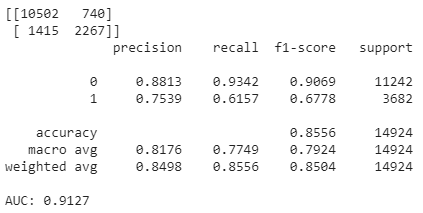 [[10502 740]
[ 1415 2267]]
precision recall f1-score support
0 0.8813 0.9342 0.9069 11242
1 0.7539 0.6157 0.6778 3682
accuracy 0.8556 14924
macro avg 0.8176 0.7749 0.7924 14924
weighted avg 0.8498 0.8556 0.8504 14924
AUC: 0.9127